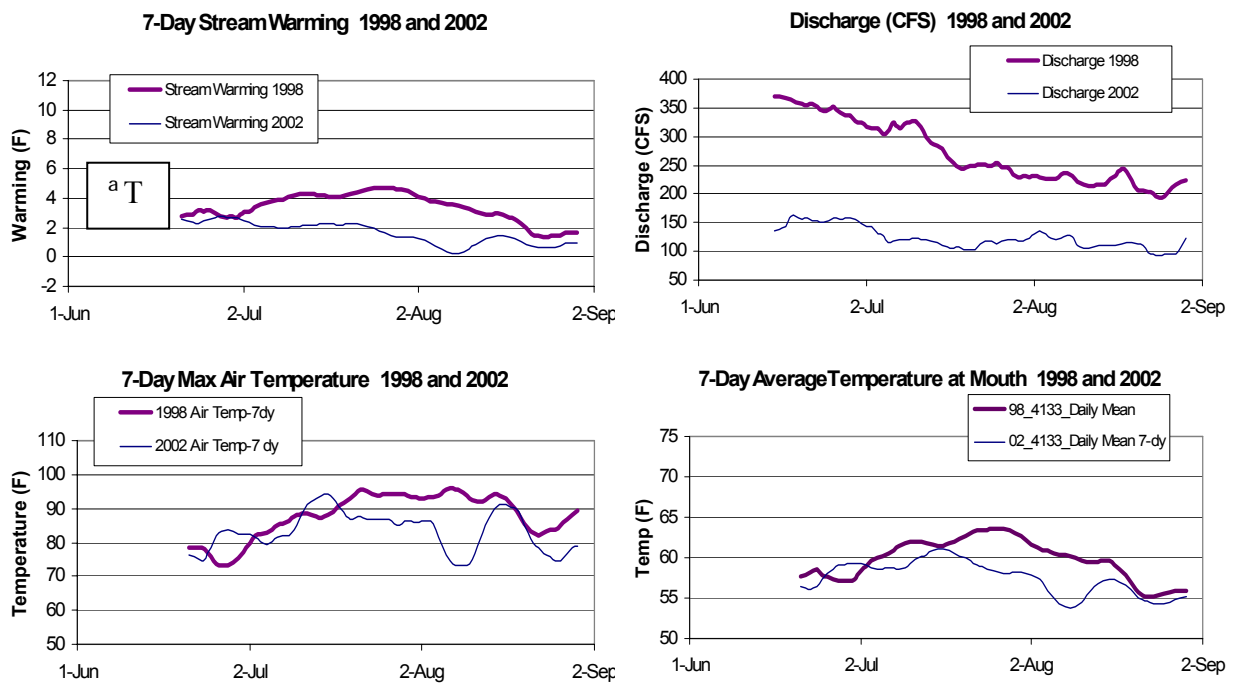 7-Day Stream Warming 1998 and 2002
Stream Warming 1998
Stream Warming 2002
12
10
8
6
4
2
0
-2
Warming (F)
a T
1-Jun
2-Jul
2-Aug
2-Sep
Discharge (CFS) 1998 and 2002
Discharge 1998
Discharge 2002
400
350
300
250
200
150
100
50
Discharge (CFS)
1-Jun
2-Jul
2-Aug
2-Sep
7-Day Max Air Temperature 1998 and 2002
1998 Air Temp-7dy
2002 Air Temp-7 dy
110
100
90
80
70
60
50
Temperature (F)
1-Jun
2-Jul
2-Aug
2-Sep
7-Day AverageTemperature at Mouth 1998 and 2002
98_4133_Daily Mean
02_4133_Daily Mean 7-dy
75
70
65
60
55
50
Temp (F)
1-Jun
2-Jul
2-Aug
2-Sep